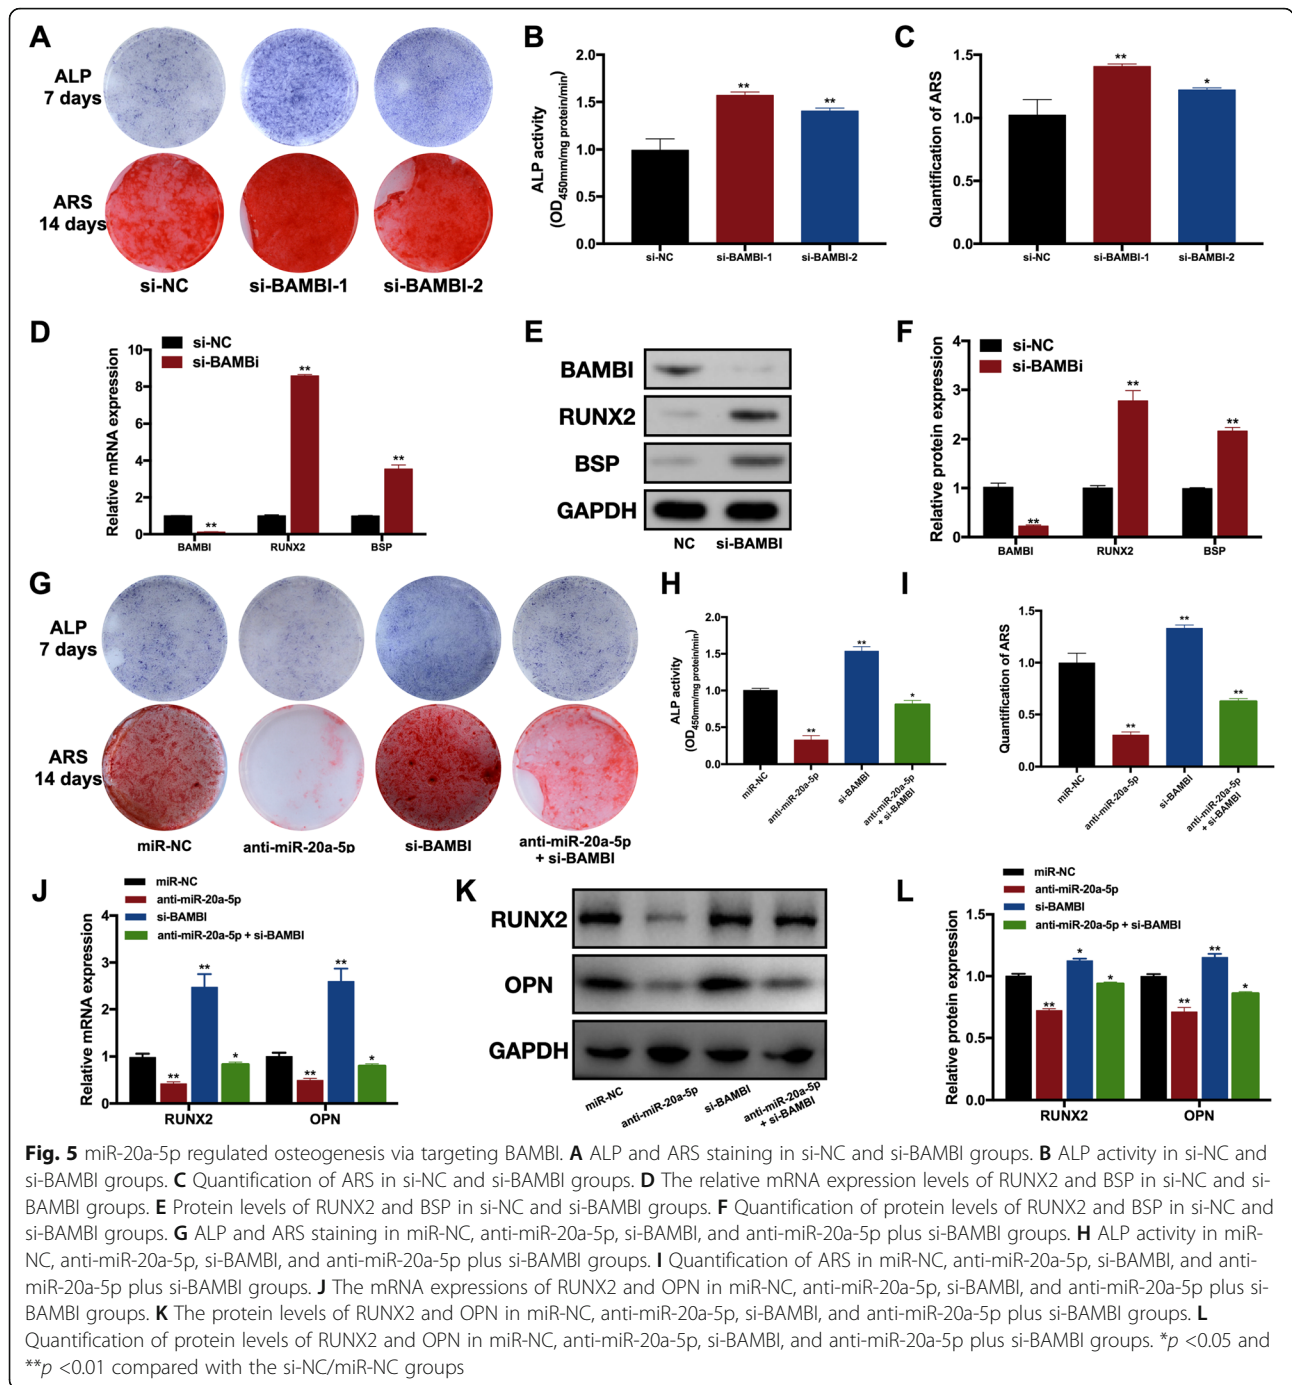 A
ALP
7 days
ARS
14 days
si-NC
si-BAMBI-1
si-BAMBI-2
B
ALP activity
(OD450mm/mg protein/min)
2.0
1.5
1.0
0.5
0.0
**
**
si-NC
si-BAMBI-1
si-BAMBI-2
C
Quantification of ARS
1.5
1.0
0.5
0.0
**
*
si-NC
si-BAMBI-1
si-BAMBI-2
D
si-NC
si-BAMBi
Relative mRNA expression
10
8
6
4
2
0
**
**
**
BAMBI
RUNX2
BSP
E
BAMBI
RUNX2
BSP
GAPDH
NC
si-BAMBI
F
si-NC
si-BAMBi
Relative protein expression
4
3
2
1
0
**
**
**
BAMBI
RUNX2
BSP
G
ALP
7 days
ARS
14 days
miR-NC
anti-miR-20a-5p
si-BAMBI
anti-miR-20a-5p
+ si-BAMBI
H
ALP activity
(OD450mm/mg protein/min)
2.0
1.5
1.0
0.5
0.0
**
**
*
miR-NC
anti-miR-20a-5p
si-BAMBI
anti-miR-20a-5p
+ si-BAMBI
I
Quantification of ARS
1.5
1.0
0.5
0.0
**
**
**
miR-NC
anti-miR-20a-5p
si-BAMBI
anti-miR-20a-5p
+ si-BAMBI
J
miR-NC
anti-miR-20a-5p
si-BAMBI
anti-miR-20a-5p + si-BAMBI
Relative mRNA expression
4
3
2
1
0
**
**
*
**
**
*
RUNX2
OPN
K
RUNX2
OPN
GAPDH
miR-NC
anti-miR-20a-5p
si-BAMBI
anti-miR-20a-5p
+ si-BAMBI
L
miR-NC
anti-miR-20a-5p
si-BAMBI
anti-miR-20a-5p + si-BAMBI
Relative protein expression
1.5
1.0
0.5
0.0
**
*
*
**
**
*
RUNX2
OPN
Fig. 5 miR-20a-5p regulated osteogenesis via targeting BAMBI. A ALP and ARS staining in si-NC and si-BAMBI groups. B ALP activity in si-NC and
si-BAMBI groups. C Quantification of ARS in si-NC and si-BAMBI groups. D The relative mRNA expression levels of RUNX2 and BSP in si-NC and si-
BAMBI groups. E Protein levels of RUNX2 and BSP in si-NC and si-BAMBI groups. F Quantification of protein levels of RUNX2 and BSP in si-NC and
si-BAMBI groups. G ALP and ARS staining in miR-NC, anti-miR-20a-5p, si-BAMBI, and anti-miR-20a-5p plus si-BAMBI groups. H ALP activity in miR-
NC, anti-miR-20a-5p, si-BAMBI, and anti-miR-20a-5p plus si-BAMBI groups. I Quantification of ARS in miR-NC, anti-miR-20a-5p, si-BAMBI, and anti-
miR-20a-5p plus si-BAMBI groups. J The mRNA expressions of RUNX2 and OPN in miR-NC, anti-miR-20a-5p, si-BAMBI, and anti-miR-20a-5p plus si-
BAMBI groups. K The protein levels of RUNX2 and OPN in miR-NC, anti-miR-20a-5p, si-BAMBI, and anti-miR-20a-5p plus si-BAMBI groups. L
Quantification of protein levels of RUNX2 and OPN in miR-NC, anti-miR-20a-5p, si-BAMBI, and anti-miR-20a-5p plus si-BAMBI groups. *p <0.05 and
**p <0.01 compared with the si-NC/miR-NC groups